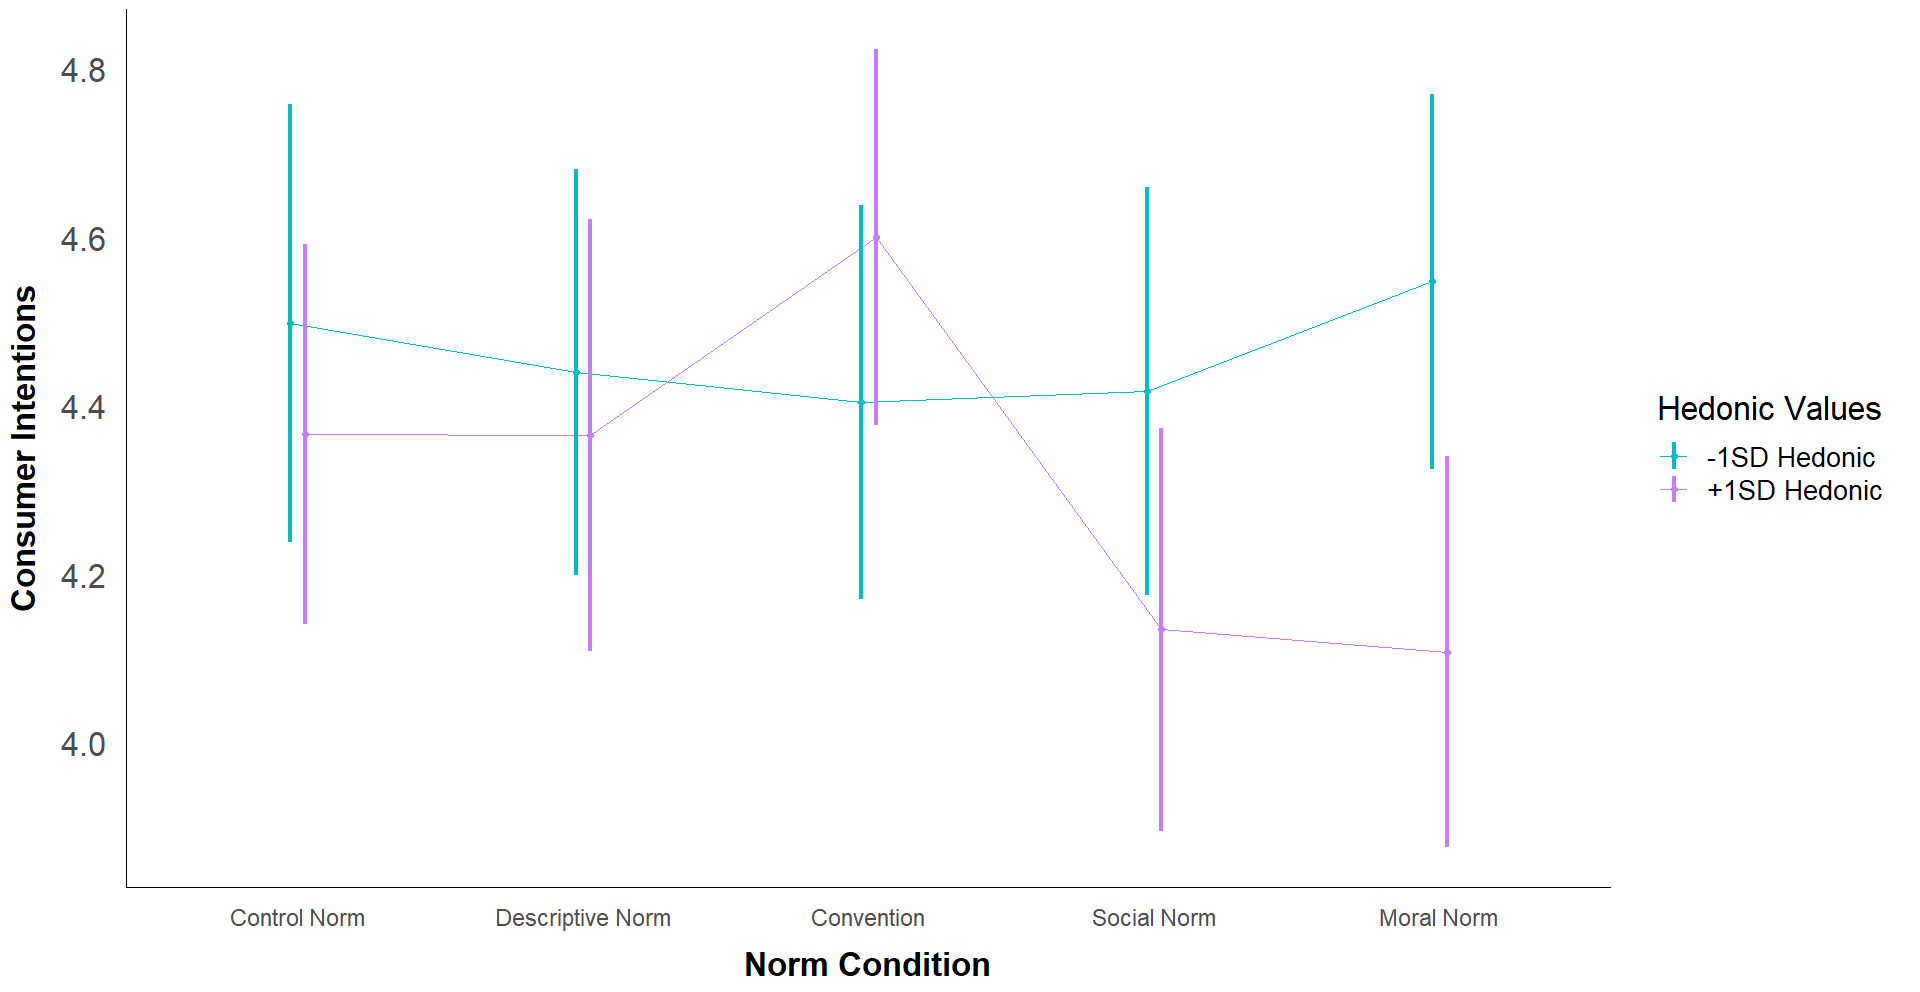 4.8
4.6
4.4
4.2
4.0
Consumer Intentions
Control Norm
Descriptive Norm
Convention
Social Norm
Moral Norm
Norm Condition
Hedonic Values
-1SD Hedonic
+1SD Hedonic